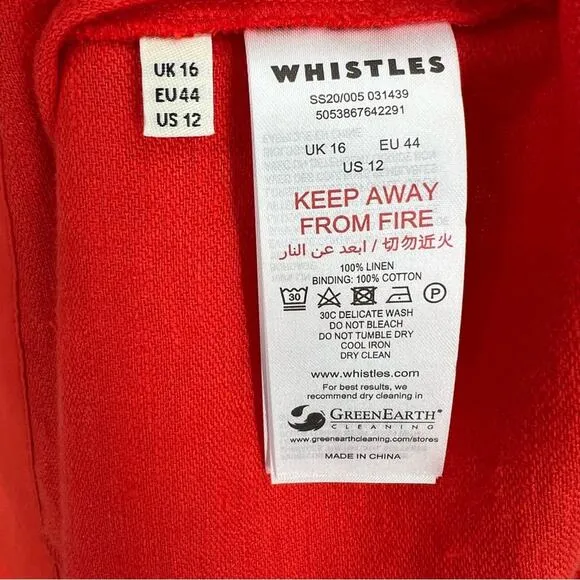 UK 16
EU 44
US 12
WHISTLES
SS20/005 031439
5053867642291
UK 16 EU 44
US 12
KEEP AWAY
FROM FIRE
ابعد عن النار / 切勿近火
100% LINEN
BINDING: 100% COTTON
30 P
30C DELICATE WASH
DO NOT BLEACH
DO NOT TUMBLE DRY
COOL IRON
DRY CLEAN
www.whistles.com
For best results, we
recommend dry cleaning in
GREENEARTH
CLEANING
www.greenearthcleaning.com/stores
MADE IN CHINA